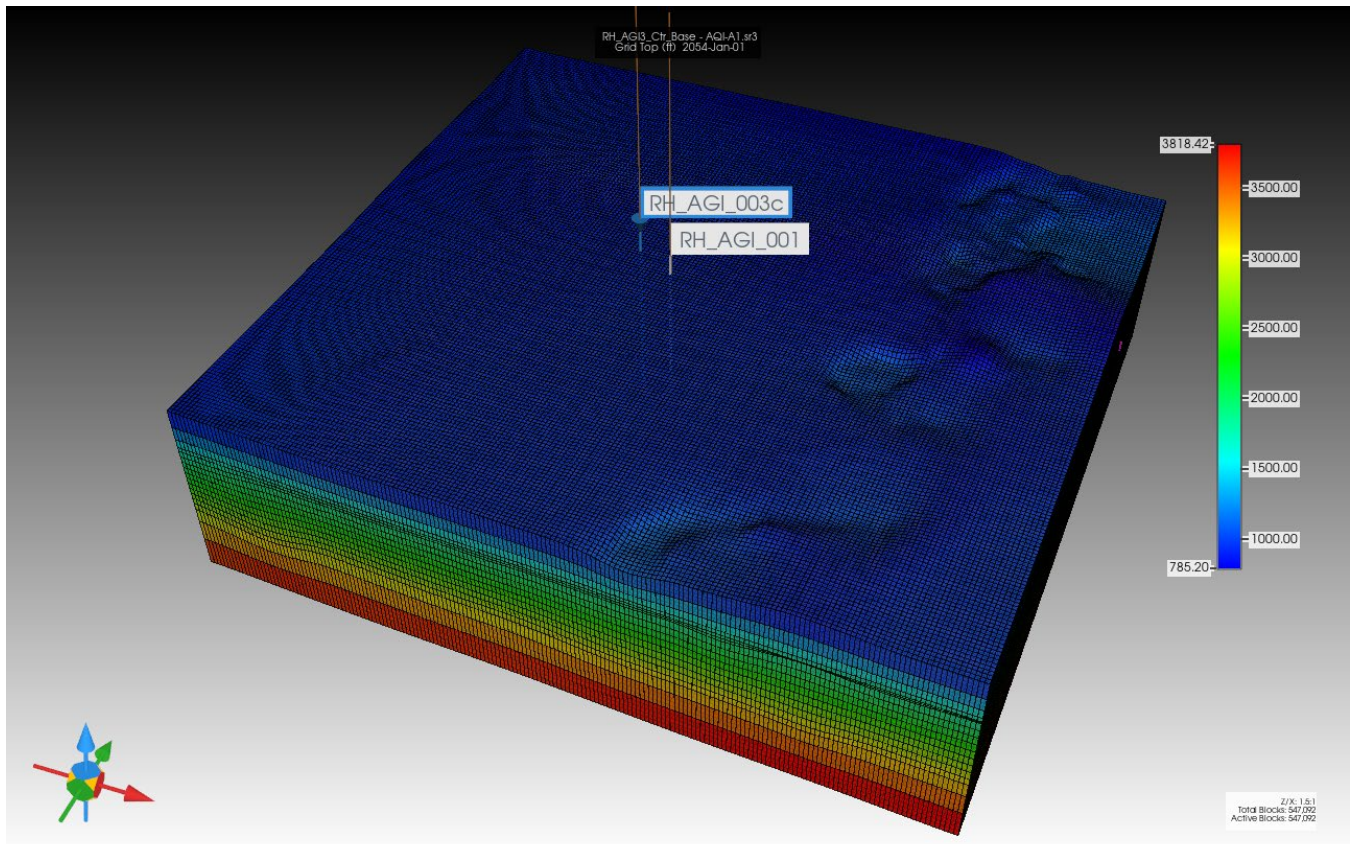 RH_AGI3_Ctr_Base - AQI-A1.sr3
Grid Top (ft) 2054-Jan-01
RH_AGI_003c
RH_AGI_001
3818.42
3500.00
3000.00
2500.00
2000.00
1500.00
1000.00
785.20
Z/X: 1.5:1
Total Blocks: 547,092
Active Blocks: 547,092